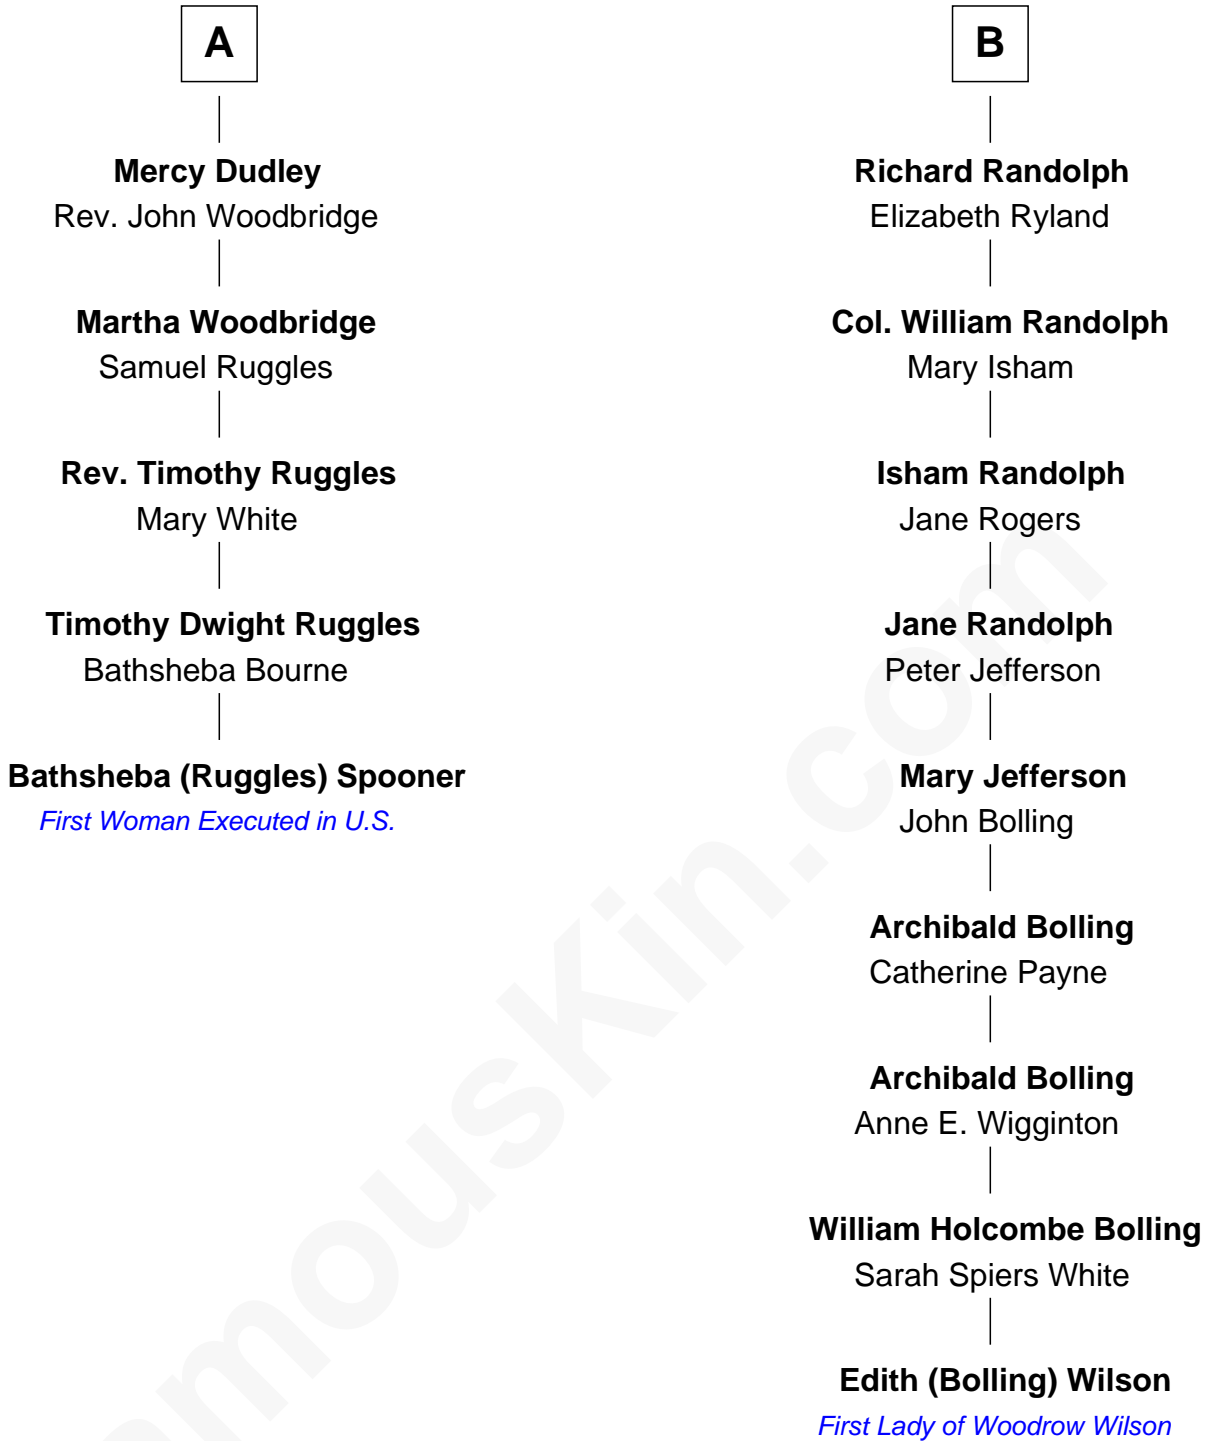 A
Mercy Dudley
Rev. John Woodbridge
Martha Woodbridge
Samuel Ruggles
Rev. Timothy Ruggles
Mary White
Timothy Dwight Ruggles
Bathsheba Bourne
Bathsheba (Ruggles) Spooner
First Woman Executed in U.S.
B
Richard Randolph
Elizabeth Ryland
Col. William Randolph
Mary Isham
Isham Randolph
Jane Rogers
Jane Randolph
Peter Jefferson
Mary Jefferson
John Bolling
Archibald Bolling
Catherine Payne
Archibald Bolling
Anne E. Wigginton
William Holcombe Bolling
Sarah Spiers White
Edith (Bolling) Wilson
First Lady of Woodrow Wilson
amousKin.com